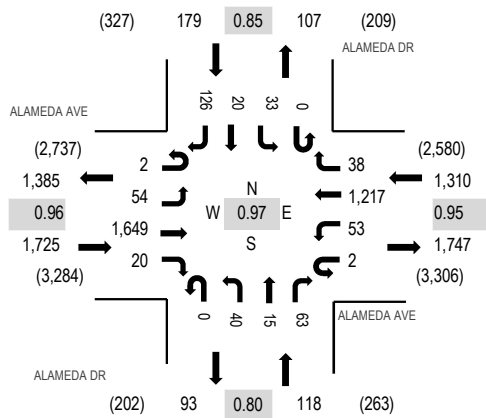 (327) 179 0.85 107 (209)
ALAMEDA DR
126 20 33 0
ALAMEDA AVE
(2,737) (2,580)
2 38
1,385 1,310
54 N 1,217
0.96 W 0.97 E 0.95
1,649 S 53
1,725 1,747
20 2
(3,284) (3,306)
0 40 15 63
ALAMEDA AVE
ALAMEDA DR
(202) 93 0.80 118 (263)